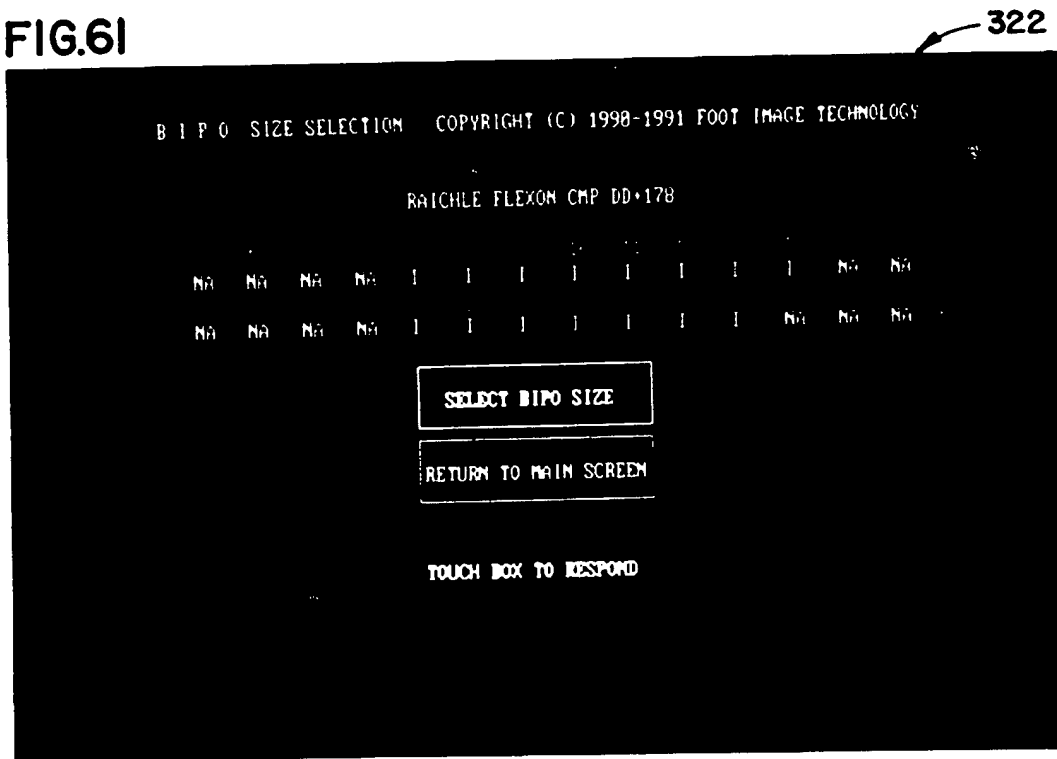 FIG.61
322
B I P O SIZE SELECTION COPYRIGHT (C) 1990-1991 FOOT IMAGE TECHNOLOGY
RAICHLE FLEXON CMP DD+178
NA NA NA NA I I I I I I I I NA NA
NA NA NA NA I I I I I I I NA NA NA
SELECT BIPO SIZE
RETURN TO MAIN SCREEN
TOUCH BOX TO RESPOND